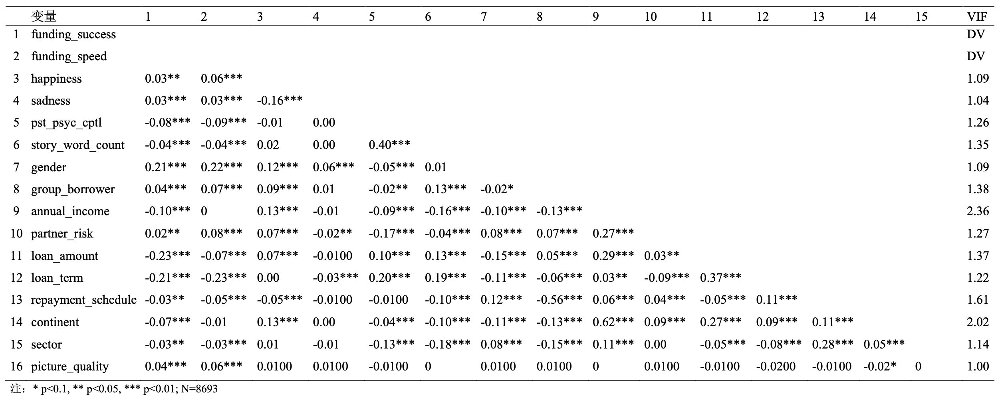 变量 1 2 3 4 5 6 7 8 9 10 11 12 13 14 15 VIF
1 funding_success DV
2 funding_speed DV
3 happiness 0.03** 0.06*** 1.09
4 sadness 0.03*** 0.03*** -0.16*** 1.04
5 pst_psyc_cptl -0.08*** -0.09*** -0.01 0.00 1.26
6 story_word_count -0.04*** -0.04*** 0.02 0.00 0.40*** 1.35
7 gender 0.21*** 0.22*** 0.12*** 0.06*** -0.05*** 0.01 1.09
8 group_borrower 0.04*** 0.07*** 0.09*** 0.01 -0.02** 0.13*** -0.02* 1.38
9 annual_income -0.10*** 0 0.13*** -0.01 -0.09*** -0.16*** -0.10*** -0.13*** 2.36
10 partner_risk 0.02** 0.08*** 0.07*** -0.02** -0.17*** -0.04*** 0.08*** 0.07*** 0.27*** 1.27
11 loan_amount -0.23*** -0.07*** 0.07*** -0.0100 0.10*** 0.13*** -0.15*** 0.05*** 0.29*** 0.03** 1.37
12 loan_term -0.21*** -0.23*** 0.00 -0.03*** 0.20*** 0.19*** -0.11*** -0.06*** 0.03** -0.09*** 0.37*** 1.22
13 repayment_schedule -0.03** -0.05*** -0.05*** -0.0100 -0.0100 -0.10*** 0.12*** -0.56*** 0.06*** 0.04*** -0.05*** 0.11*** 1.61
14 continent -0.07*** -0.01 0.13*** 0.00 -0.04*** -0.10*** -0.11*** -0.13*** 0.62*** 0.09*** 0.27*** 0.09*** 0.11*** 2.02
15 sector -0.03** -0.03*** 0.01 -0.01 -0.13*** -0.18*** 0.08*** -0.15*** 0.11*** 0.00 -0.05*** -0.08*** 0.28*** 0.05*** 1.14
16 picture_quality 0.04*** 0.06*** 0.0100 0.0100 -0.0100 0 0.0100 0.0100 0 0.0100 -0.0100 -0.0200 -0.0100 -0.02* 0 1.00
注：* p<0.1, ** p<0.05, *** p<0.01; N=8693